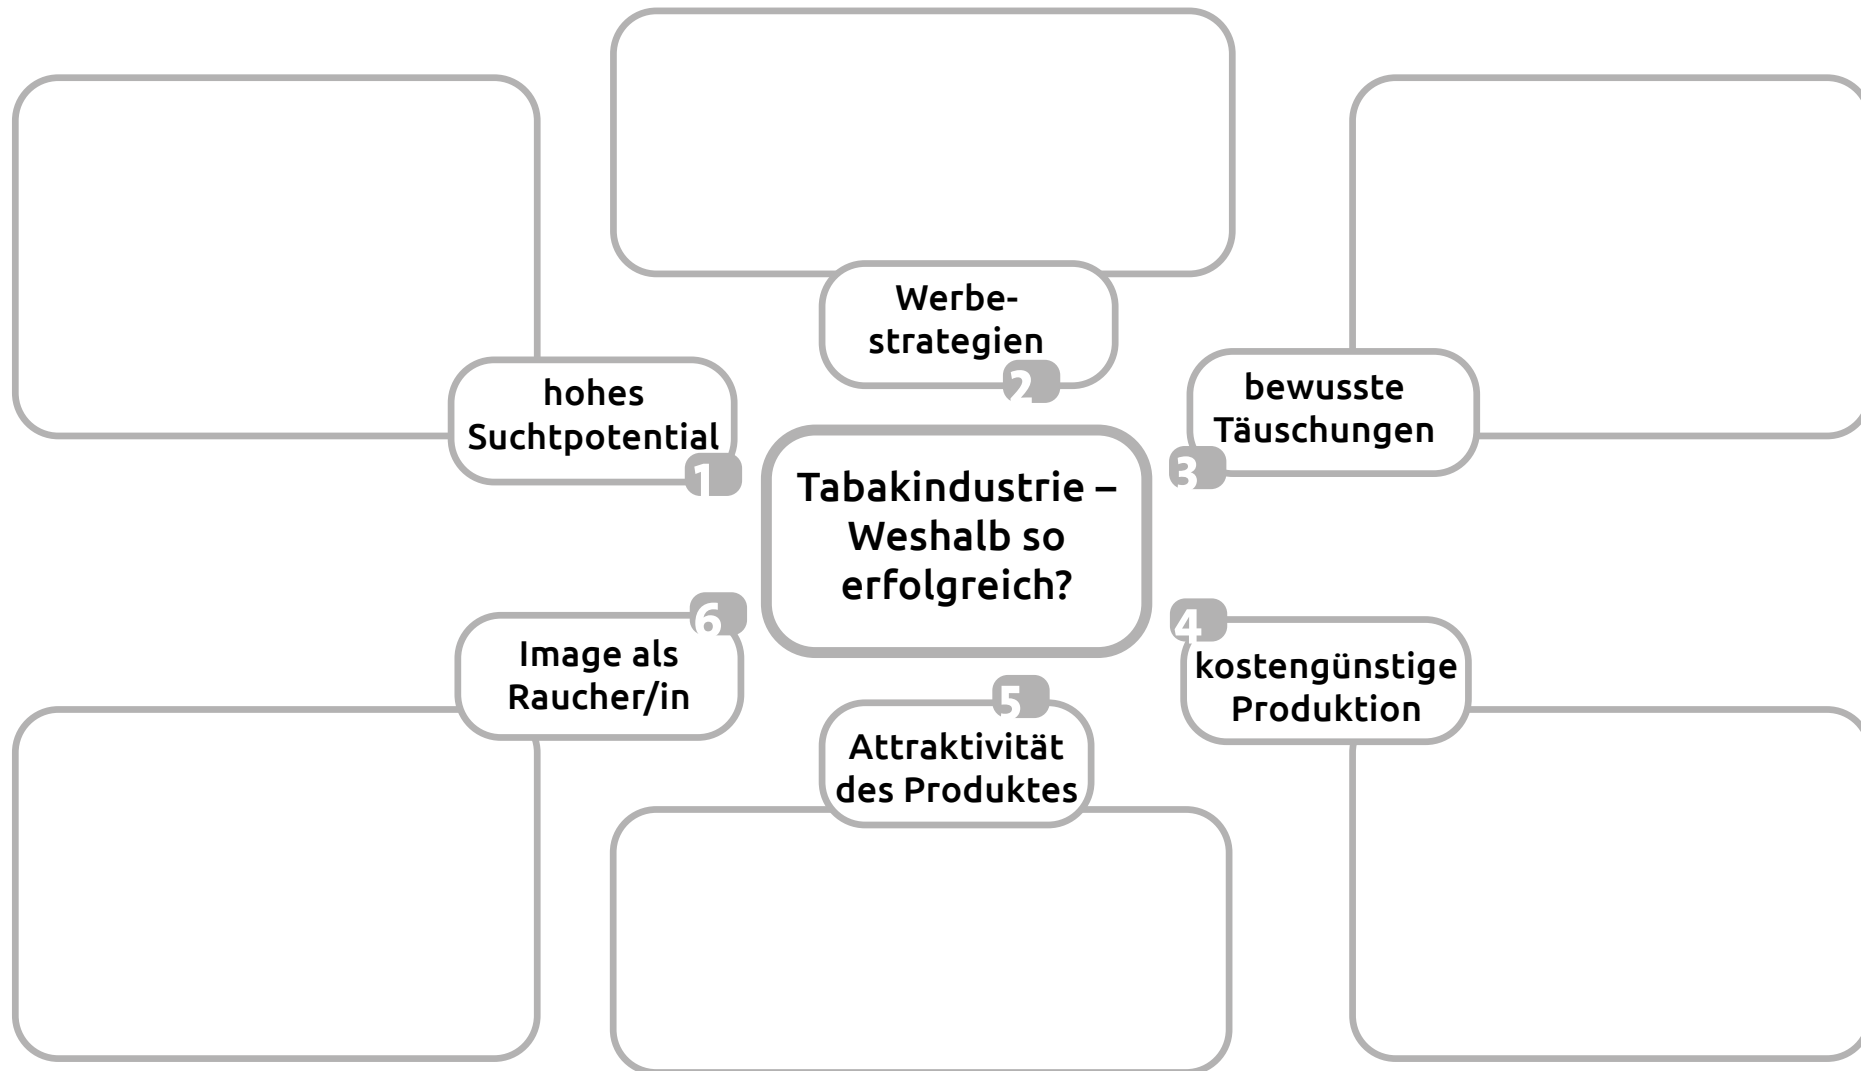 hohes
Suchtpotential
1
Werbe-
strategien
2
bewusste
Täuschungen
3
Tabakindustrie –
Weshalb so
erfolgreich?
4
kostengünstige
Produktion
5
Attraktivität
des Produktes
6
Image als
Raucher/in